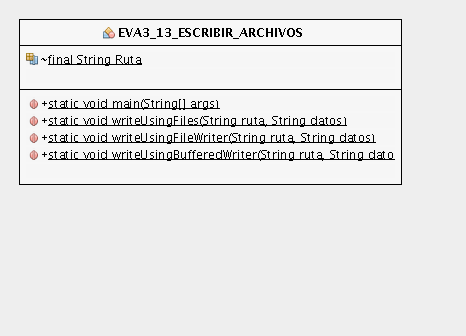 EVA3_13_ESCRIBIR_ARCHIVOS
~final String Ruta
+static void main(String[] args)
+static void writeUsingFiles(String ruta, String datos)
+static void writeUsingFileWriter(String ruta, String datos)
+static void writeUsingBufferedWriter(String ruta, String dato